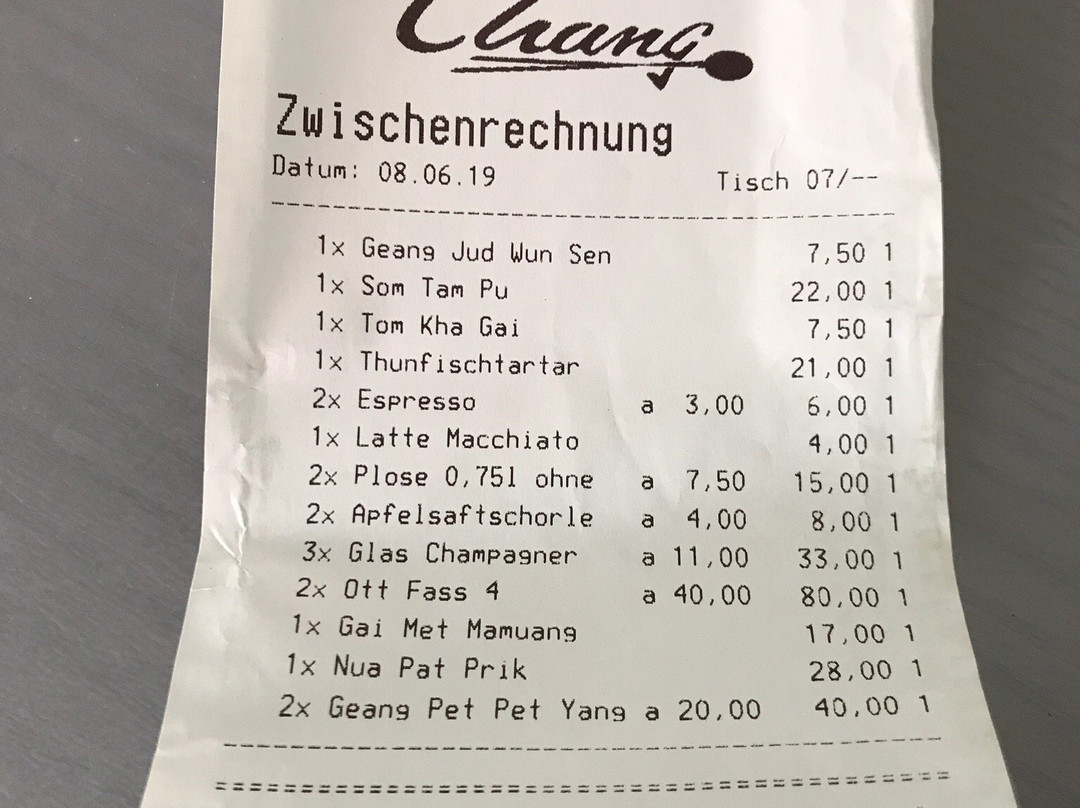 Chang
Zwischenrechnung
Datum: 08.06.19 Tisch 07/--
1x Geang Jud Wun Sen 7,50 1
1x Som Tam Pu 22,00 1
1x Tom Kha Gai 7,50 1
1x Thunfischtartar 21,00 1
2x Espresso a 3,00 6,00 1
1x Latte Macchiato 4,00 1
2x Plose 0,75l ohne a 7,50 15,00 1
2x Apfelsaftschorle a 4,00 8,00 1
3x Glas Champagner a 11,00 33,00 1
2x Ott Fass 4 a 40,00 80,00 1
1x Gai Met Mamuang 17,00 1
1x Nua Pat Prik 28,00 1
2x Geang Pet Pet Yang a 20,00 40,00 1